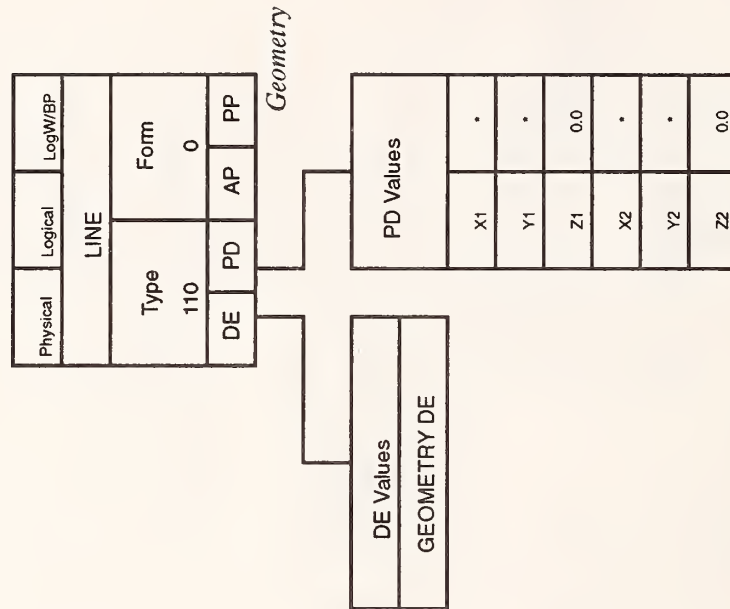 Physical Logical LogW/BP
LINE
Type Form
110 0
DE PD AP PP
Geometry
DE Values
GEOMETRY DE
PD Values
X1 *
Y1 *
Z1 0.0
X2 *
Y2 *
Z2 0.0